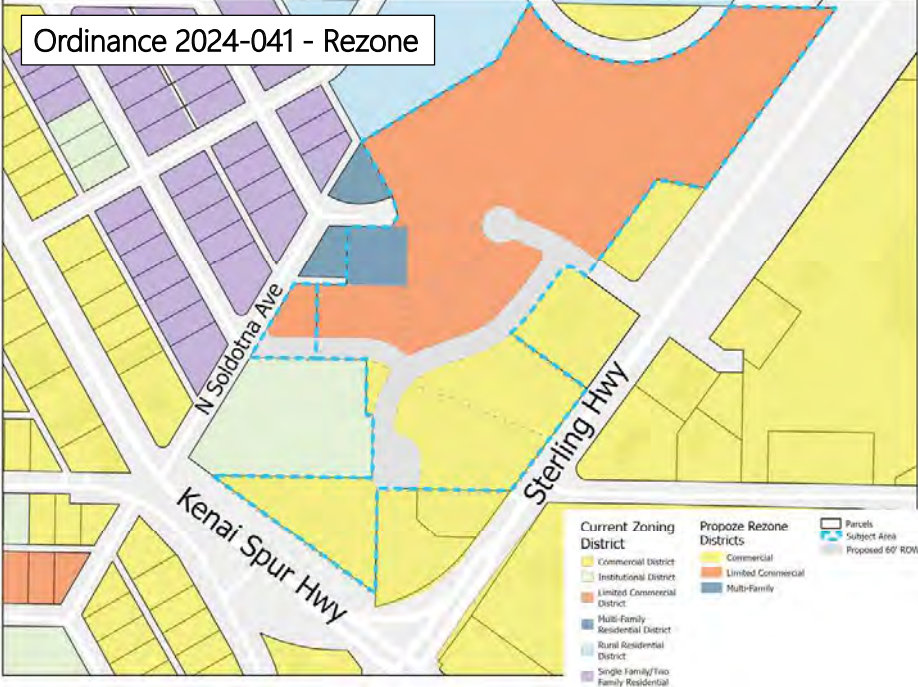 Ordinance 2024-041 - Rezone
N Soldotna Ave
Sterling Hwy
Kenai Spur Hwy
Current Zoning
District
Commercial District
Institutional District
Limited Commercial
District
Multi-Family
Residential District
Rural Residential
District
Single Family/Two
Family Residential
Propoze Rezone
Districts
Commercial
Limited Commercial
Multi-Family
Parcels
Subject Area
Proposed 60' ROW